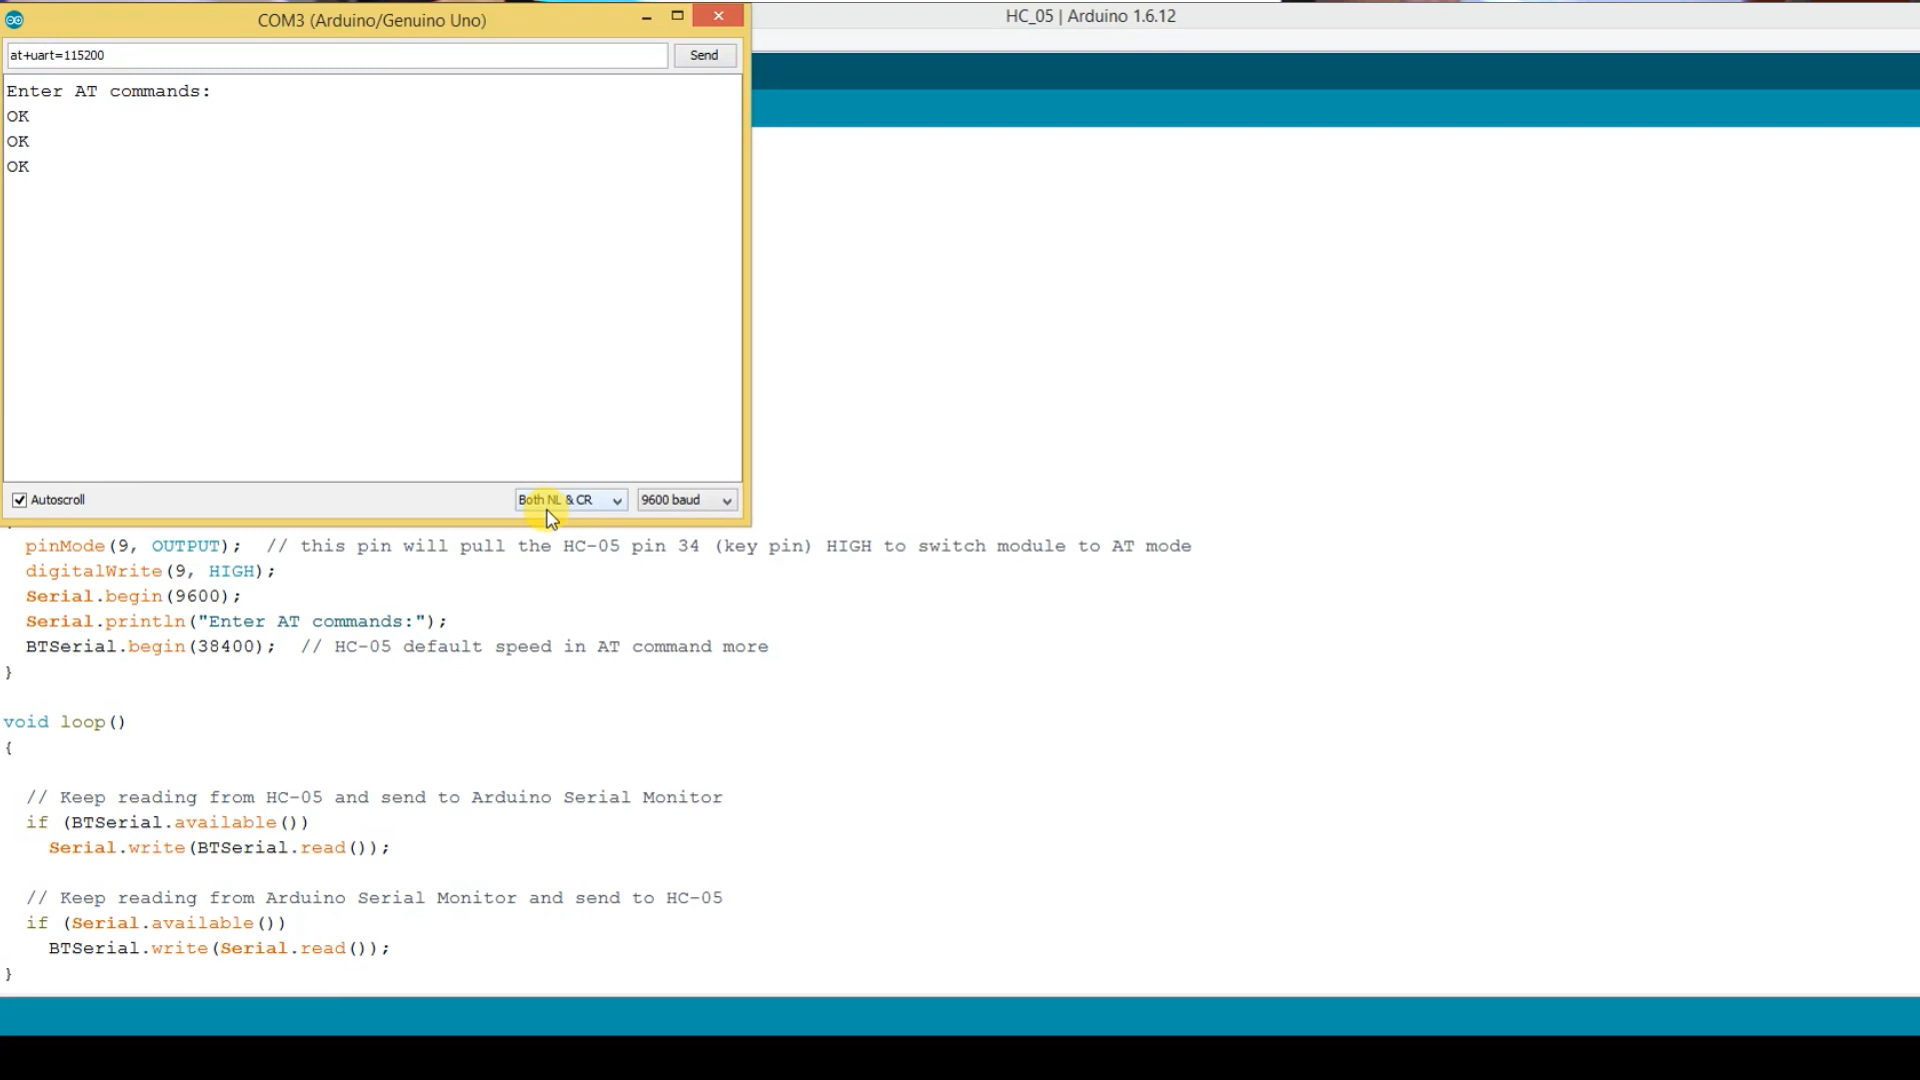 COM3 (Arduino/Genuino Uno)
HC_05 | Arduino 1.6.12
at+uart=115200
Send
Enter AT commands:
OK
OK
OK
Autoscroll
Both NL & CR
9600 baud
pinMode(9, OUTPUT);  // this pin will pull the HC-05 pin 34 (key pin) HIGH to switch module to AT mode
digitalWrite(9, HIGH);
Serial.begin(9600);
Serial.println("Enter AT commands:");
BTSerial.begin(38400);  // HC-05 default speed in AT command more
}
void loop()
{
// Keep reading from HC-05 and send to Arduino Serial Monitor
if (BTSerial.available())
Serial.write(BTSerial.read());
// Keep reading from Arduino Serial Monitor and send to HC-05
if (Serial.available())
BTSerial.write(Serial.read());
}